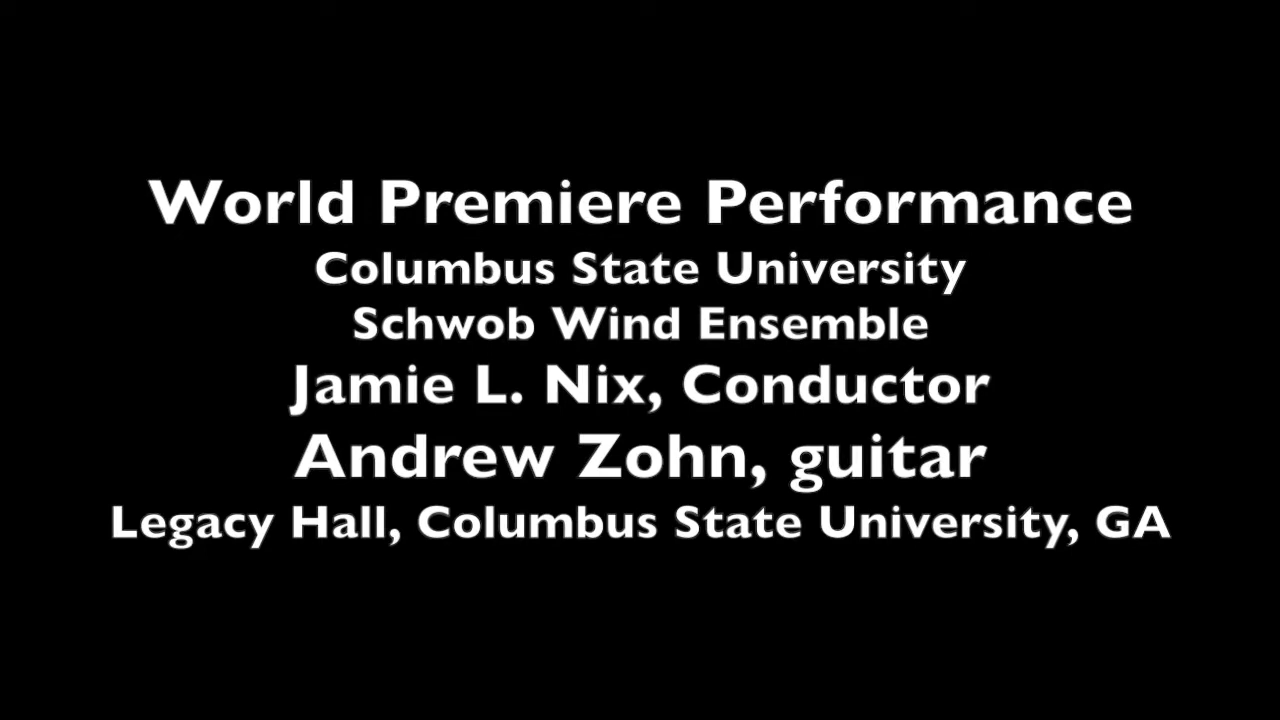 World Premiere Performance
Columbus State University
Schwob Wind Ensemble
Jamie L. Nix, Conductor
Andrew Zohn, guitar
Legacy Hall, Columbus State University, GA